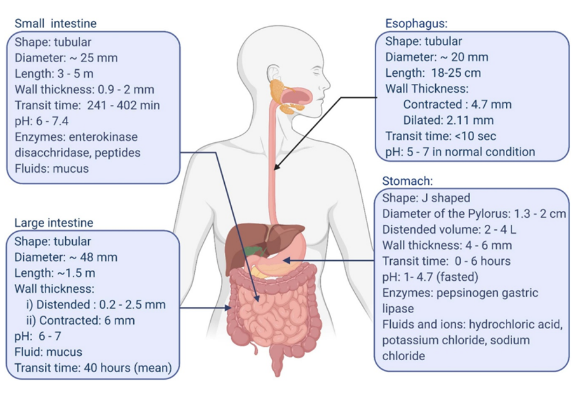 Small intestine
Shape: tubular
Diameter: ~ 25 mm
Length: 3 - 5 m
Wall thickness: 0.9 - 2 mm
Transit time: 241 - 402 min
pH: 6 - 7.4
Enzymes: enterokinase
disacchridase, peptides
Fluids: mucus
Large intestine
Shape: tubular
Diameter: ~ 48 mm
Length: ~1.5 m
Wall thickness:
i) Distended : 0.2 - 2.5 mm
ii) Contracted: 6 mm
pH: 6 - 7
Fluid: mucus
Transit time: 40 hours (mean)
Esophagus:
Shape: tubular
Diameter: ~ 20 mm
Length: 18-25 cm
Wall Thickness:
Contracted : 4.7 mm
Dilated: 2.11 mm
Transit time: <10 sec
pH: 5 - 7 in normal condition
Stomach:
Shape: J shaped
Diameter of the Pylorus: 1.3 - 2 cm
Distended volume: 2 - 4 L
Wall thickness: 4 - 6 mm
Transit time: 0 - 6 hours
pH: 1- 4.7 (fasted)
Enzymes: pepsinogen gastric
lipase
Fluids and ions: hydrochloric acid,
potassium chloride, sodium
chloride